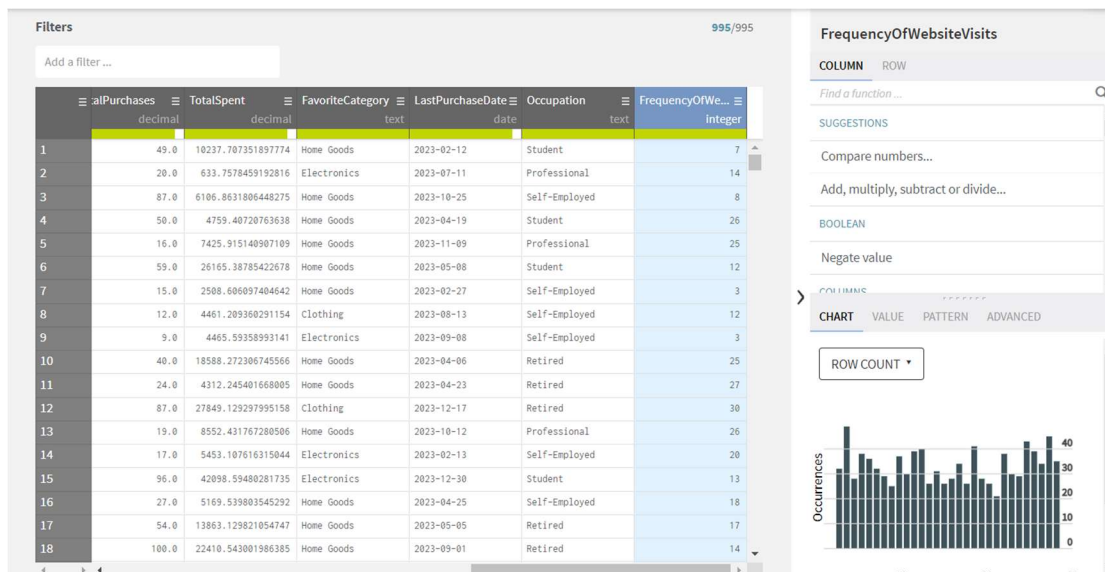 Filters
995/995
Add a filter ...
alPurchases TotalSpent FavoriteCategory LastPurchaseDate Occupation FrequencyOfWe...
decimal decimal text date text integer
1 49.0 10237.707351897774 Home Goods 2023-02-12 Student 7
2 20.0 633.7578459192816 Electronics 2023-07-11 Professional 14
3 87.0 6106.8631806448275 Home Goods 2023-10-25 Self-Employed 8
4 50.0 4759.40720763638 Home Goods 2023-04-19 Student 26
5 16.0 7425.915140907109 Home Goods 2023-11-09 Professional 25
6 59.0 26165.38785422678 Home Goods 2023-05-08 Student 12
7 15.0 2508.606097404642 Home Goods 2023-02-27 Self-Employed 3
8 12.0 4461.209360291154 Clothing 2023-08-13 Self-Employed 12
9 9.0 4465.59358993141 Electronics 2023-09-08 Self-Employed 3
10 40.0 18588.272306745566 Home Goods 2023-04-06 Retired 25
11 24.0 4312.245401668005 Home Goods 2023-04-23 Retired 27
12 87.0 27849.129297995158 Clothing 2023-12-17 Retired 30
13 19.0 8552.431767280506 Home Goods 2023-10-12 Professional 26
14 17.0 5453.107616315044 Electronics 2023-02-13 Self-Employed 20
15 96.0 42098.59480281735 Electronics 2023-12-30 Student 13
16 27.0 5169.539803545292 Home Goods 2023-04-25 Self-Employed 18
17 54.0 13863.129821054747 Home Goods 2023-05-05 Retired 17
18 100.0 22410.543001986385 Home Goods 2023-09-01 Retired 14
FrequencyOfWebsiteVisits
COLUMN ROW
Find a function ...
SUGGESTIONS
Compare numbers...
Add, multiply, subtract or divide...
BOOLEAN
Negate value
COLUMNS
CHART VALUE PATTERN ADVANCED
ROW COUNT
Occurrences
40
30
20
10
0